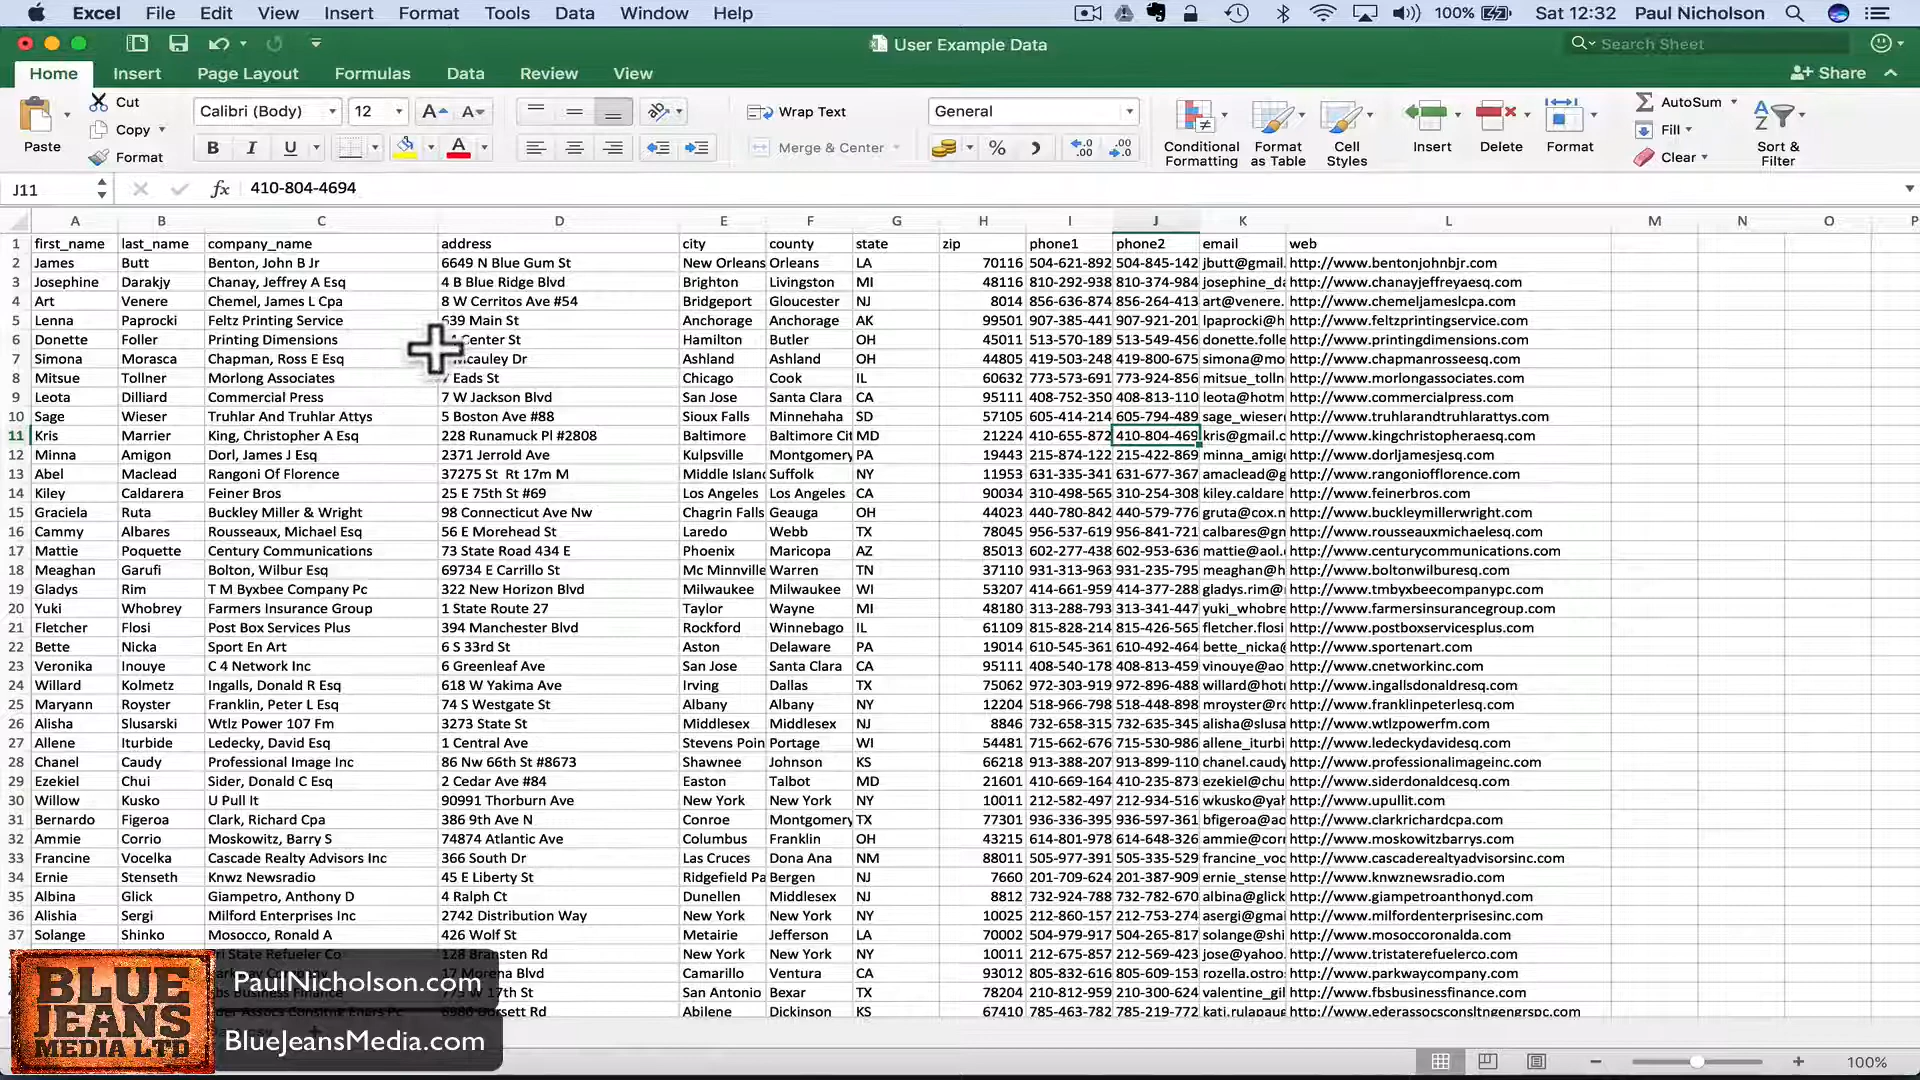 Excel File Edit View Insert Format Tools Data Window Help 100% Sat 12:32 Paul Nicholson
User Example Data Search Sheet
Home Insert Page Layout Formulas Data Review View Share
Paste Cut Copy Format Calibri (Body) 12 Wrap Text Merge & Center General Conditional Formatting Format as Table Cell Styles Insert Delete Format AutoSum Fill Clear Sort & Filter
J11 fx 410-804-4694
A B C D E F G H I J K L M N O P
1 first_name last_name company_name address city county state zip phone1 phone2 email web
2 James Butt Benton, John B Jr 6649 N Blue Gum St New Orleans Orleans LA 70116 504-621-892 504-845-142 jbutt@gmail. http://www.bentonjohnbjr.com
3 Josephine Darakjy Chanay, Jeffrey A Esq 4 B Blue Ridge Blvd Brighton Livingston MI 48116 810-292-938 810-374-984 josephine_da http://www.chanayjeffreyaesq.com
4 Art Venere Chemel, James L Cpa 8 W Cerritos Ave #54 Bridgeport Gloucester NJ 8014 856-636-874 856-264-413 art@venere. http://www.chemeljameslcpa.com
5 Lenna Paprocki Feltz Printing Service 639 Main St Anchorage Anchorage AK 99501 907-385-441 907-921-201 lpaprocki@h http://www.feltzprintingservice.com
6 Donette Foller Printing Dimensions Center St Hamilton Butler OH 45011 513-570-189 513-549-456 donette.folle http://www.printingdimensions.com
7 Simona Morasca Chapman, Ross E Esq Mcauley Dr Ashland Ashland OH 44805 419-503-248 419-800-675 simona@mo http://www.chapmanrosseesq.com
8 Mitsue Tollner Morlong Associates 7 Eads St Chicago Cook IL 60632 773-573-691 773-924-856 mitsue_tolln http://www.morlongassociates.com
9 Leota Dilliard Commercial Press 7 W Jackson Blvd San Jose Santa Clara CA 95111 408-752-350 408-813-110 leota@hotm http://www.commercialpress.com
10 Sage Wieser Truhlar And Truhlar Attys 5 Boston Ave #88 Sioux Falls Minnehaha SD 57105 605-414-214 605-794-489 sage_wieser http://www.truhlarandtruhlarattys.com
11 Kris Marrier King, Christopher A Esq 228 Runamuck Pl #2808 Baltimore Baltimore Cit MD 21224 410-655-872 410-804-469 kris@gmail.c http://www.kingchristopheraesq.com
12 Minna Amigon Dorl, James J Esq 2371 Jerrold Ave Kulpsville Montgomery PA 19443 215-874-122 215-422-869 minna_amig http://www.dorljamesjesq.com
13 Abel Maclead Rangoni Of Florence 37275 St Rt 17m M Middle Island Suffolk NY 11953 631-335-341 631-677-367 amaclead@g http://www.rangoniofflorence.com
14 Kiley Caldarera Feiner Bros 25 E 75th St #69 Los Angeles Los Angeles CA 90034 310-498-565 310-254-308 kiley.caldare http://www.feinerbros.com
15 Graciela Ruta Buckley Miller & Wright 98 Connecticut Ave Nw Chagrin Falls Geauga OH 44023 440-780-842 440-579-776 gruta@cox.n http://www.buckleymillerwright.com
16 Cammy Albares Rousseaux, Michael Esq 56 E Morehead St Laredo Webb TX 78045 956-537-619 956-841-721 calbares@gn http://www.rousseauxmichaelesq.com
17 Mattie Poquette Century Communications 73 State Road 434 E Phoenix Maricopa AZ 85013 602-277-438 602-953-636 mattie@aol. http://www.centurycommunications.com
18 Meaghan Garufi Bolton, Wilbur Esq 69734 E Carrillo St Mc Minnville Warren TN 37110 931-313-963 931-235-795 meaghan@h http://www.boltonwilburesq.com
19 Gladys Rim T M Byxbee Company Pc 322 New Horizon Blvd Milwaukee Milwaukee WI 53207 414-661-959 414-377-288 gladys.rim@ http://www.tmbyxbeecompanypc.com
20 Yuki Whobrey Farmers Insurance Group 1 State Route 27 Taylor Wayne MI 48180 313-288-793 313-341-447 yuki_whobre http://www.farmersinsurancegroup.com
21 Fletcher Flosi Post Box Services Plus 394 Manchester Blvd Rockford Winnebago IL 61109 815-828-214 815-426-565 fletcher.flosi http://www.postboxservicesplus.com
22 Bette Nicka Sport En Art 6 S 33rd St Aston Delaware PA 19014 610-545-361 610-492-464 bette_nicka@ http://www.sportenart.com
23 Veronika Inouye C 4 Network Inc 6 Greenleaf Ave San Jose Santa Clara CA 95111 408-540-178 408-813-459 vinouye@ao http://www.cnetworkinc.com
24 Willard Kolmetz Ingalls, Donald R Esq 618 W Yakima Ave Irving Dallas TX 75062 972-303-919 972-896-488 willard@hot http://www.ingallsdonaldresq.com
25 Maryann Royster Franklin, Peter L Esq 74 S Westgate St Albany Albany NY 12204 518-966-798 518-448-898 mroyster@ro http://www.franklinpeterlesq.com
26 Alisha Slusarski Wtlz Power 107 Fm 3273 State St Middlesex Middlesex NJ 8846 732-658-315 732-635-345 alisha@slusa http://www.wtlzpowerfm.com
27 Allene Iturbide Ledecky, David Esq 1 Central Ave Stevens Poin Portage WI 54481 715-662-676 715-530-986 allene_iturbi http://www.ledeckydavidesq.com
28 Chanel Caudy Professional Image Inc 86 Nw 66th St #8673 Shawnee Johnson KS 66218 913-388-207 913-899-110 chanel.caudy http://www.professionalimageinc.com
29 Ezekiel Chui Sider, Donald C Esq 2 Cedar Ave #84 Easton Talbot MD 21601 410-669-164 410-235-873 ezekiel@chu http://www.siderdonaldcesq.com
30 Willow Kusko U Pull It 90991 Thorburn Ave New York New York NY 10011 212-582-497 212-934-516 wkusko@yah http://www.upullit.com
31 Bernardo Figeroa Clark, Richard Cpa 386 9th Ave N Conroe Montgomery TX 77301 936-336-395 936-597-361 bfigeroa@ao http://www.clarkrichardcpa.com
32 Ammie Corrio Moskowitz, Barry S 74874 Atlantic Ave Columbus Franklin OH 43215 614-801-978 614-648-326 ammie@corr http://www.moskowitzbarrys.com
33 Francine Vocelka Cascade Realty Advisors Inc 366 South Dr Las Cruces Dona Ana NM 88011 505-977-391 505-335-529 francine_voc http://www.cascaderealtyadvisorsinc.com
34 Ernie Stenseth Knwz Newsradio 45 E Liberty St Ridgefield Pa Bergen NJ 7660 201-709-624 201-387-909 ernie_stense http://www.knwznewsradio.com
35 Albina Glick Giampetro, Anthony D 4 Ralph Ct Dunellen Middlesex NJ 8812 732-924-788 732-782-670 albina@glick http://www.giampetroanthonyd.com
36 Alishia Sergi Milford Enterprises Inc 2742 Distribution Way New York New York NY 10025 212-860-157 212-753-274 asergi@gmai http://www.milfordenterprisesinc.com
37 Solange Shinko Mosocco, Ronald A 426 Wolf St Metairie Jefferson LA 70002 504-979-917 504-265-817 solange@shi http://www.mosoccoronalda.com
State Refueler Co 128 Bransten Rd New York New York NY 10011 212-675-857 212-569-423 jose@yahoo. http://www.tristaterefuelerco.com
17 Morena Blvd Camarillo Ventura CA 93012 805-832-616 805-609-153 rozella.ostro http://www.parkwaycompany.com
Business Finance 775 W 17th St San Antonio Bexar TX 78204 210-812-959 210-300-624 valentine_gil http://www.fbsbusinessfinance.com
6980 Dorsett Rd Abilene Dickinson KS 67410 785-463-782 785-219-772 kati.rulapaug http://www.ederassocsconsltngengrspc.com
BLUE JEANS MEDIA LTD
PaulNicholson.com
BlueJeansMedia.com
100%